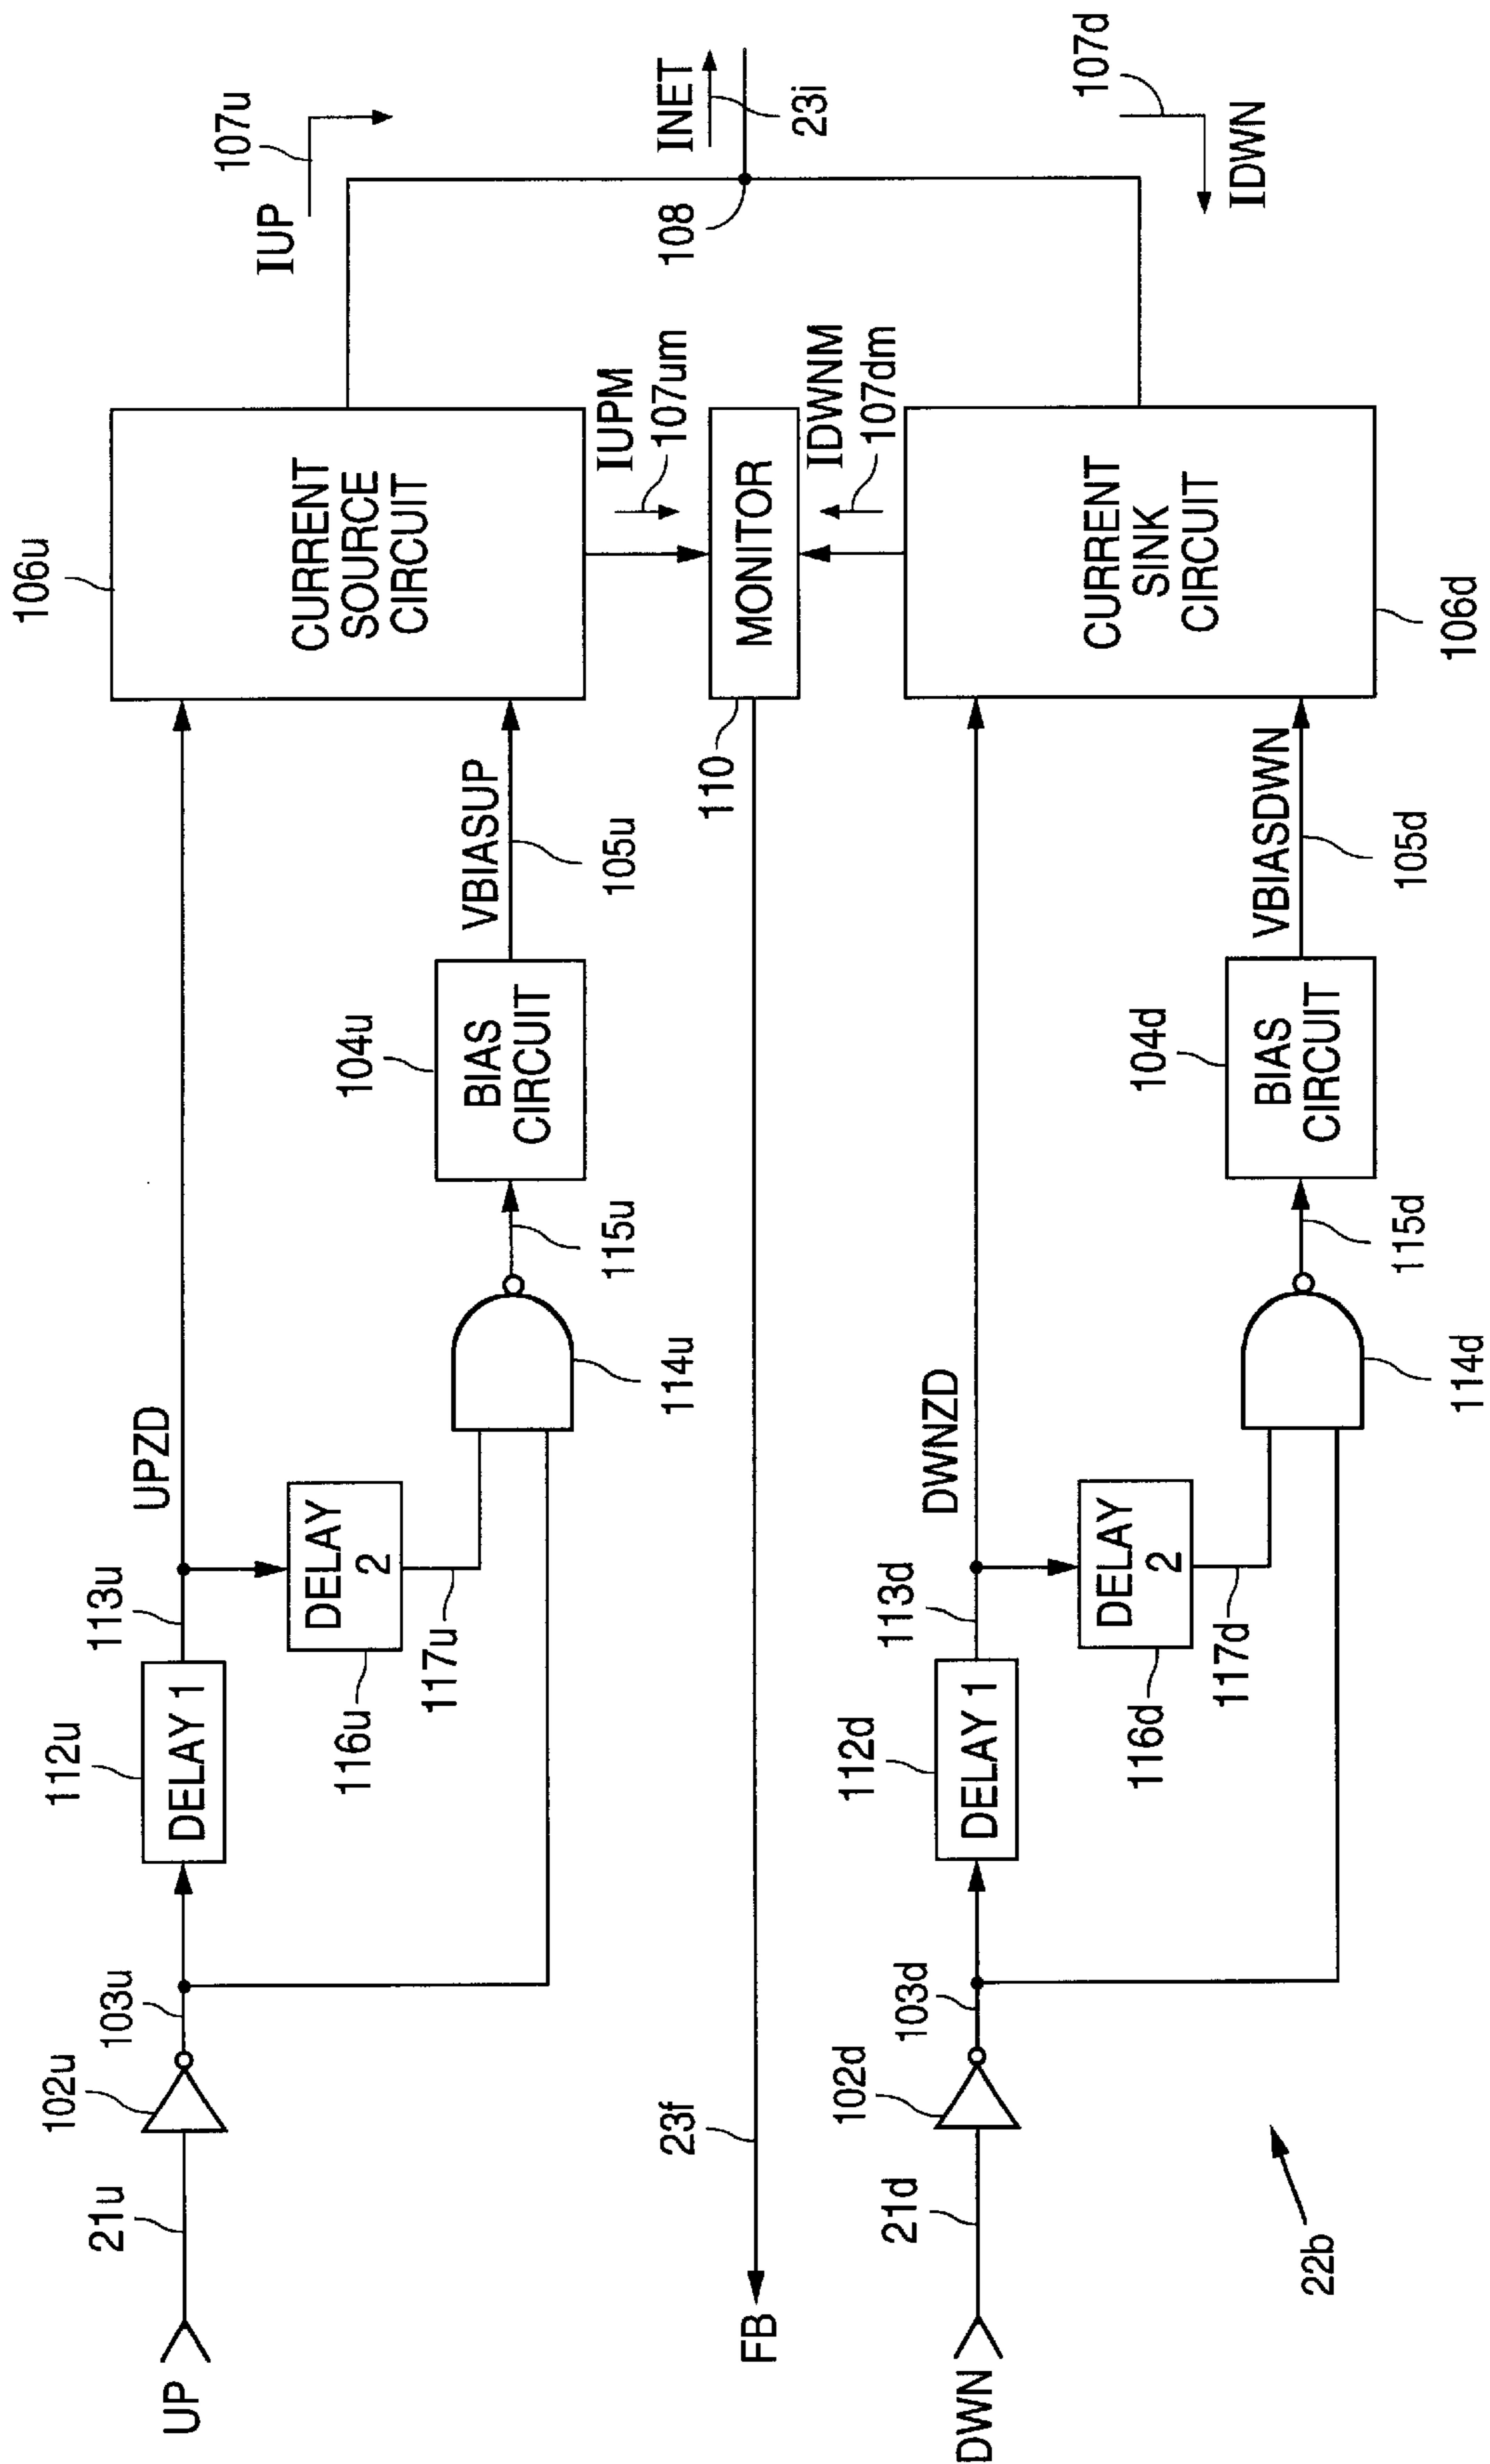 UP
21u
102u
103u
112u
DELAY 1
113u
UPZD
116u
DELAY
2
117u
114u
115u
104u
BIAS
CIRCUIT
VBIASUP
105u
106u
CURRENT
SOURCE
CIRCUIT
IUP
107u
IUPM
107um
FB
23f
110
MONITOR
IDWNM
107dm
108
INET
23i
DWN
21d
102d
103d
112d
DELAY 1
113d
DWNZD
116d
DELAY
2
117d
114d
115d
104d
BIAS
CIRCUIT
VBIASDWN
105d
106d
CURRENT
SINK
CIRCUIT
107d
IDWN
22b